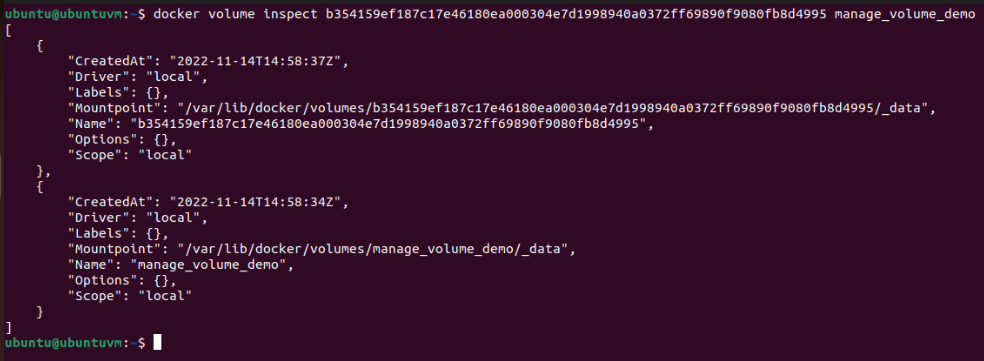 ubuntu@ubuntuvm:~$ docker volume inspect b354159ef187c17e46180ea000304e7d1998940a0372ff69890f9080fb8d4995 manage_volume_demo
[
    {
        "CreatedAt": "2022-11-14T14:58:37Z",
        "Driver": "local",
        "Labels": {},
        "Mountpoint": "/var/lib/docker/volumes/b354159ef187c17e46180ea000304e7d1998940a0372ff69890f9080fb8d4995/_data",
        "Name": "b354159ef187c17e46180ea000304e7d1998940a0372ff69890f9080fb8d4995",
        "Options": {},
        "Scope": "local"
    },
    {
        "CreatedAt": "2022-11-14T14:58:34Z",
        "Driver": "local",
        "Labels": {},
        "Mountpoint": "/var/lib/docker/volumes/manage_volume_demo/_data",
        "Name": "manage_volume_demo",
        "Options": {},
        "Scope": "local"
    }
]
ubuntu@ubuntuvm:~$